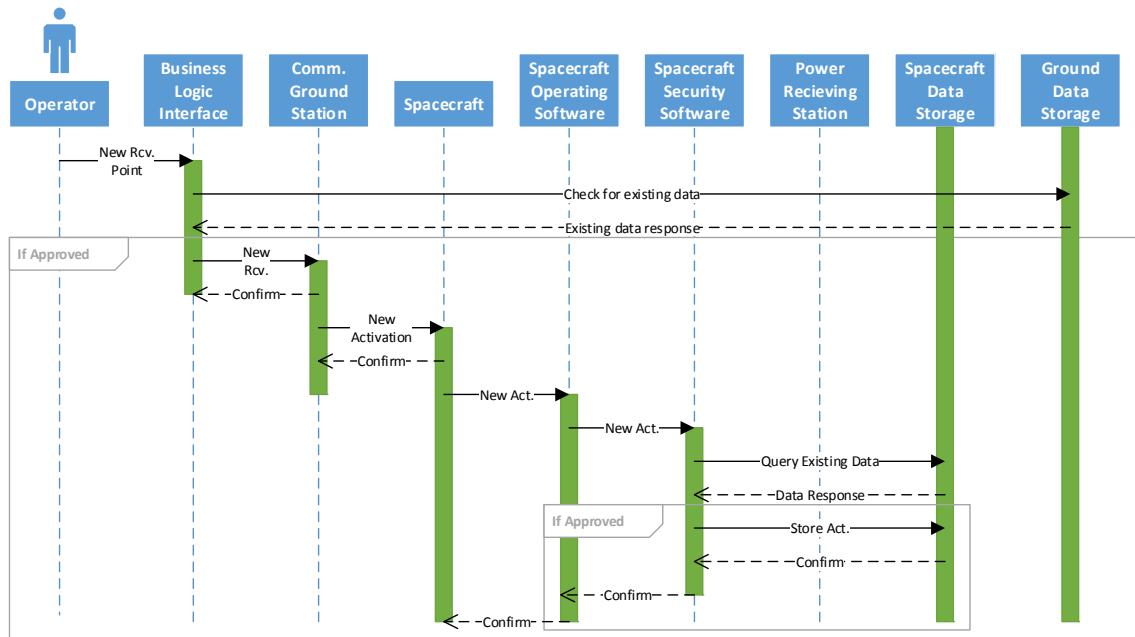 Operator
Business
Logic
Interface
Comm.
Ground
Station
Spacecraft
Spacecraft
Operating
Software
Spacecraft
Security
Software
Power
Recieving
Station
Spacecraft
Data
Storage
Ground
Data
Storage
New Rcv.
Point
Check for existing data
Existing data response
If Approved
New
Rcv.
Confirm
New
Activation
Confirm
New Act.
New Act.
Query Existing Data
Data Response
If Approved
Store Act.
Confirm
Confirm
Confirm